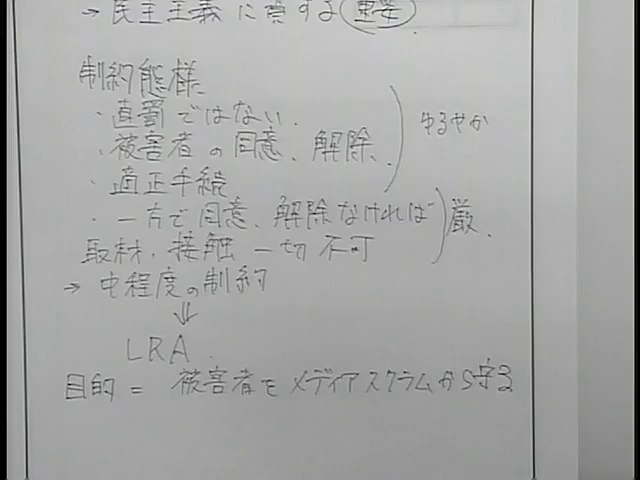 → 民主主義に資する 重要.
制約態様
・直罰ではない.
・被害者の同意、解除、
・適正手続
ゆるやか
・一方で同意、解除なければ
取材、接触 一切 不可
厳、
→ 中程度の制約
⇓
LRA.
目的 = 被害者をメディアスクラムから守る